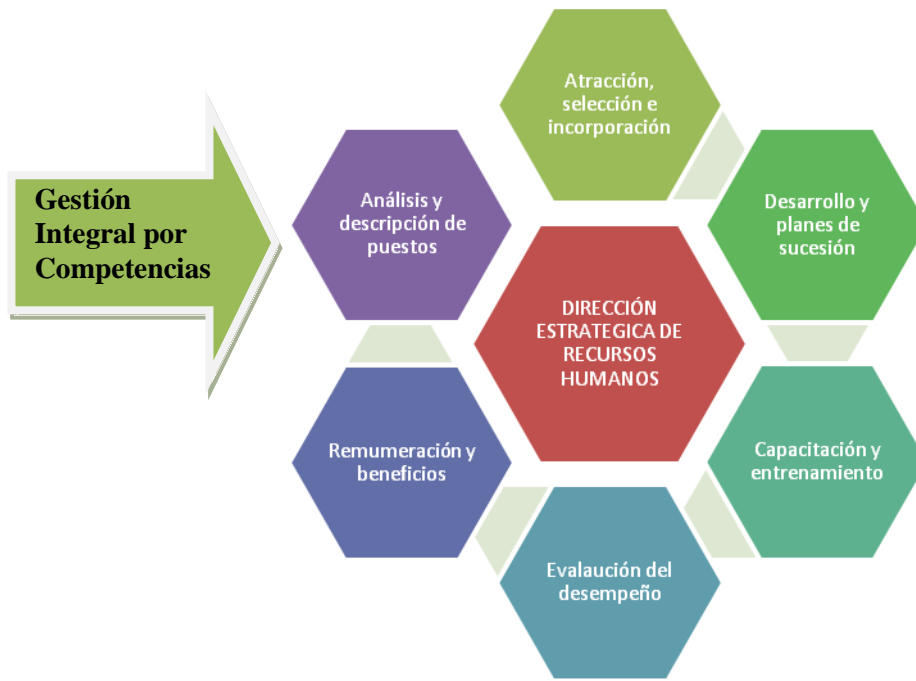 Gestión
Integral por
Competencias
Atracción,
selección e
incorporación
Análisis y
descripción de
puestos
Desarrollo y
planes de
sucesión
DIRECCIÓN
ESTRATEGICA DE
RECURSOS
HUMANOS
Remumeración y
beneficios
Capacitación y
entrenamiento
Evalaución del
desempeño